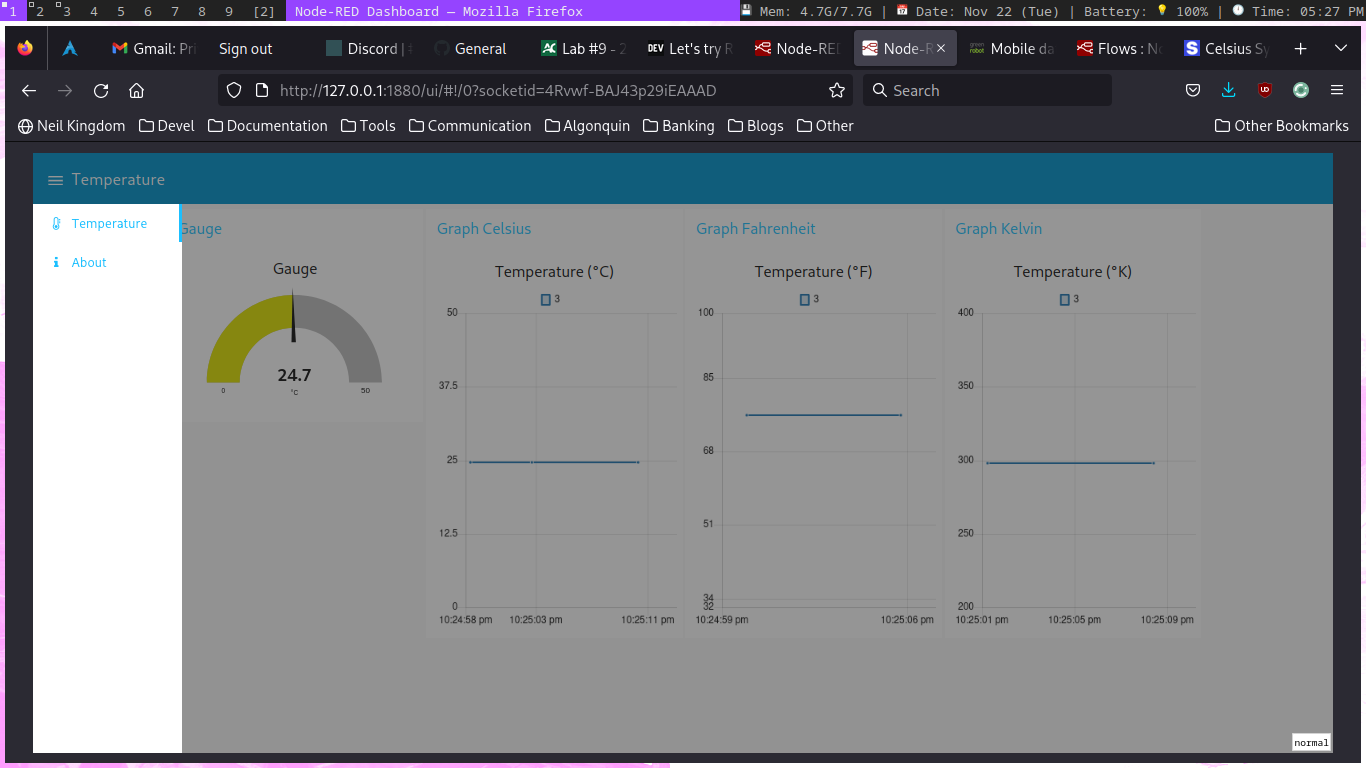 1 2 3 4 5 6 7 8 9 [2] Node-RED Dashboard — Mozilla Firefox Mem: 4.7G/7.7G | Date: Nov 22 (Tue) | Battery: 100% | Time: 05:27 PM
Gmail: Pri Sign out Discord | # General Lab #9 - 2 DEV Let's try R Node-RE Node-R Mobile da Flows : No Celsius Sy
http://127.0.0.1:1880/ui/#!/0?socketid=4Rvwf-BAJ43p29iEAAAD Search
Neil Kingdom Devel Documentation Tools Communication Algonquin Banking Blogs Other Other Bookmarks
Temperature
Temperature
About
Gauge
Gauge
24.7
°C
0 50
Graph Celsius
Temperature (°C)
3
50
37.5
25
12.5
0
10:24:58 pm 10:25:03 pm 10:25:11 pm
Graph Fahrenheit
Temperature (°F)
3
100
85
68
51
34
32
10:24:59 pm 10:25:06 pm
Graph Kelvin
Temperature (°K)
3
400
350
300
250
200
10:25:01 pm 10:25:05 pm 10:25:09 pm
normal